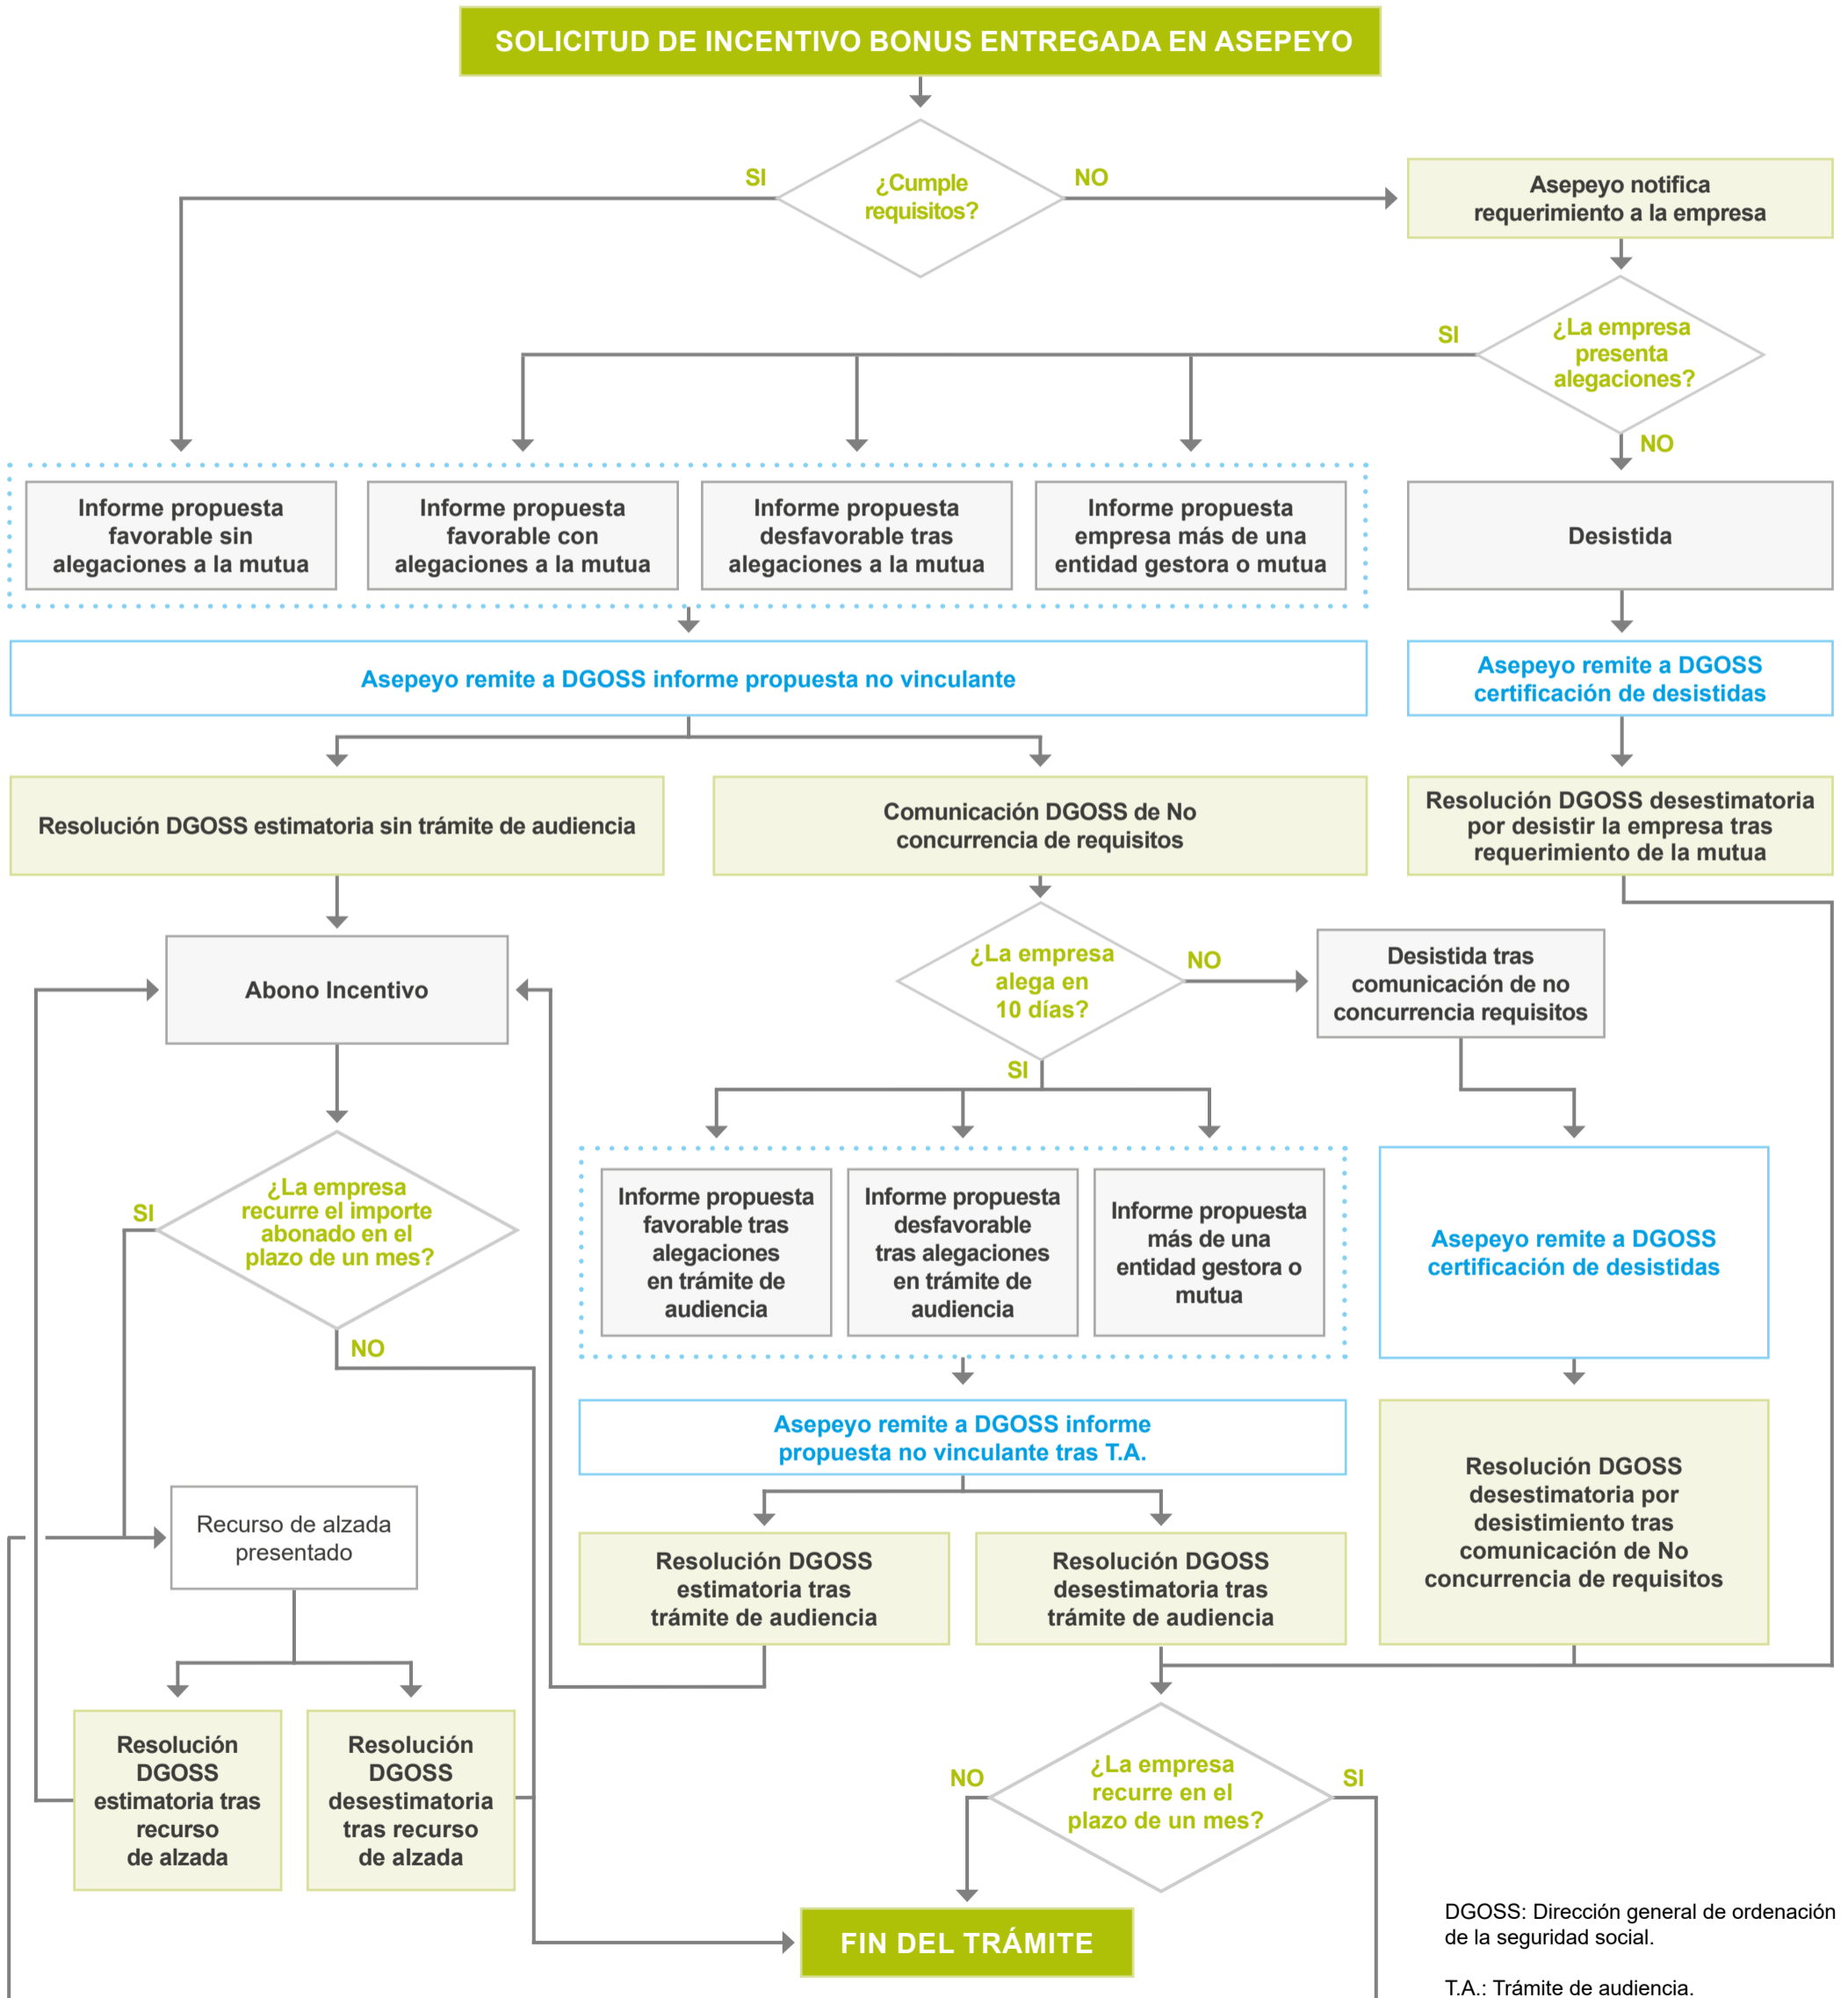 SOLICITUD DE INCENTIVO BONUS ENTREGADA EN ASEPEYO
SI
¿Cumple
requisitos?
NO
Asepeyo notifica
requerimiento a la empresa
SI
¿La empresa
presenta
alegaciones?
NO
Informe propuesta
favorable sin
alegaciones a la mutua
Informe propuesta
favorable con
alegaciones a la mutua
Informe propuesta
desfavorable tras
alegaciones a la mutua
Informe propuesta
empresa más de una
entidad gestora o mutua
Desistida
Asepeyo remite a DGOSS informe propuesta no vinculante
Asepeyo remite a DGOSS
certificación de desistidas
Resolución DGOSS estimatoria sin trámite de audiencia
Comunicación DGOSS de No
concurrencia de requisitos
Resolución DGOSS desestimatoria
por desistir la empresa tras
requerimiento de la mutua
Abono Incentivo
¿La empresa
alega en
10 días?
NO
Desistida tras
comunicación de no
concurrencia requisitos
SI
SI
¿La empresa
recurre el importe
abonado en el
plazo de un mes?
NO
Informe propuesta
favorable tras
alegaciones
en trámite de
audiencia
Informe propuesta
desfavorable
tras alegaciones
en trámite de
audiencia
Informe propuesta
más de una
entidad gestora o
mutua
Asepeyo remite a DGOSS
certificación de desistidas
Asepeyo remite a DGOSS informe
propuesta no vinculante tras T.A.
Recurso de alzada
presentado
Resolución DGOSS
estimatoria tras
trámite de audiencia
Resolución DGOSS
desestimatoria tras
trámite de audiencia
Resolución DGOSS
desestimatoria por
desistimiento tras
comunicación de No
concurrencia de requisitos
Resolución
DGOSS
estimatoria tras
recurso
de alzada
Resolución
DGOSS
desestimatoria
tras recurso
de alzada
NO
¿La empresa
recurre en el
plazo de un mes?
SI
FIN DEL TRÁMITE
DGOSS: Dirección general de ordenación
de la seguridad social.
T.A.: Trámite de audiencia.